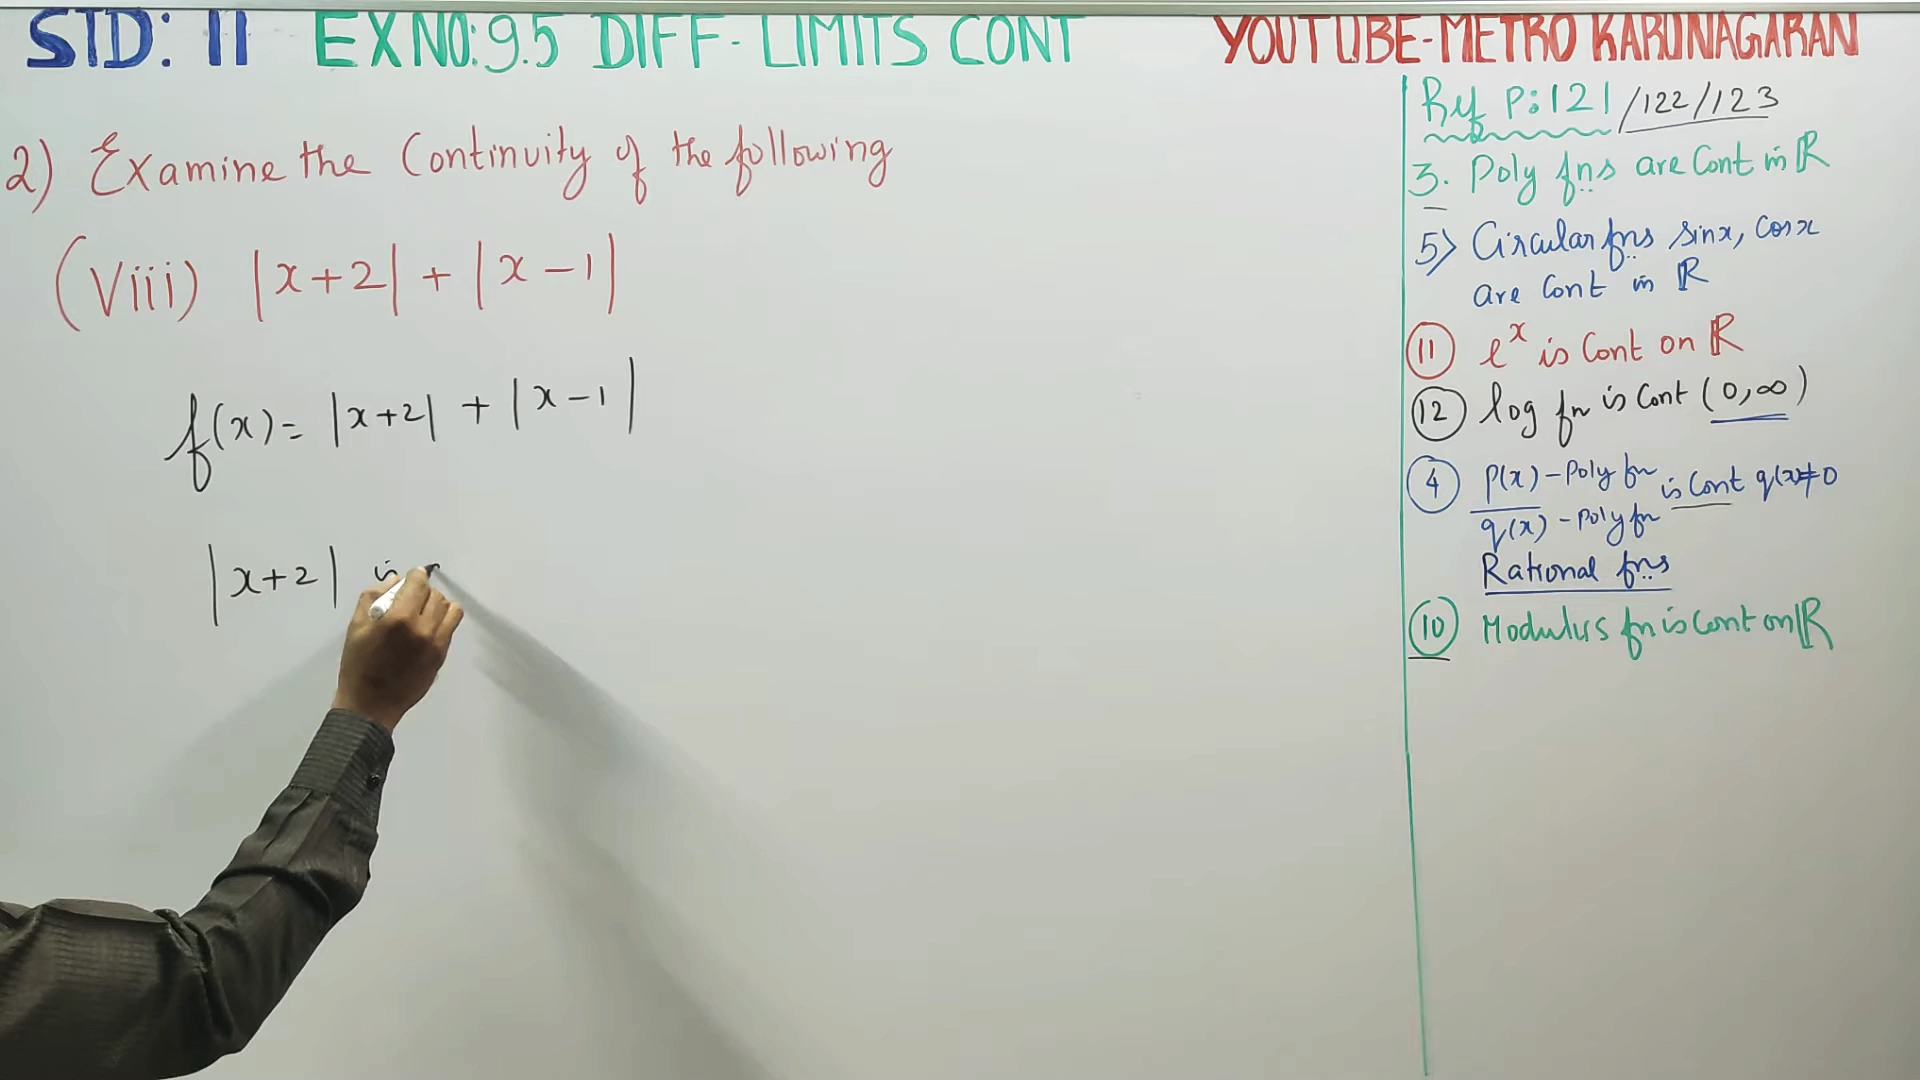 STD: 11 EXNO:9.5 DIFF-LIMITS CONT YOUTUBE-METRO KARUNAGARAN
2) Examine the Continuity of the following
(Viii) |x+2| + |x-1|
f(x) = |x+2| + |x-1|
|x+2| is
Ref P:121/122/123
3. Poly fns are Cont in ℝ
5) Circular fns sinx, cosx
are Cont in ℝ
11 e^x is Cont on ℝ
12 log fn is Cont (0,∞)
4 p(x) - Poly fn is Cont q(x)≠0
q(x) - Poly fn
Rational fns
10 Modulus fn is Cont on ℝ